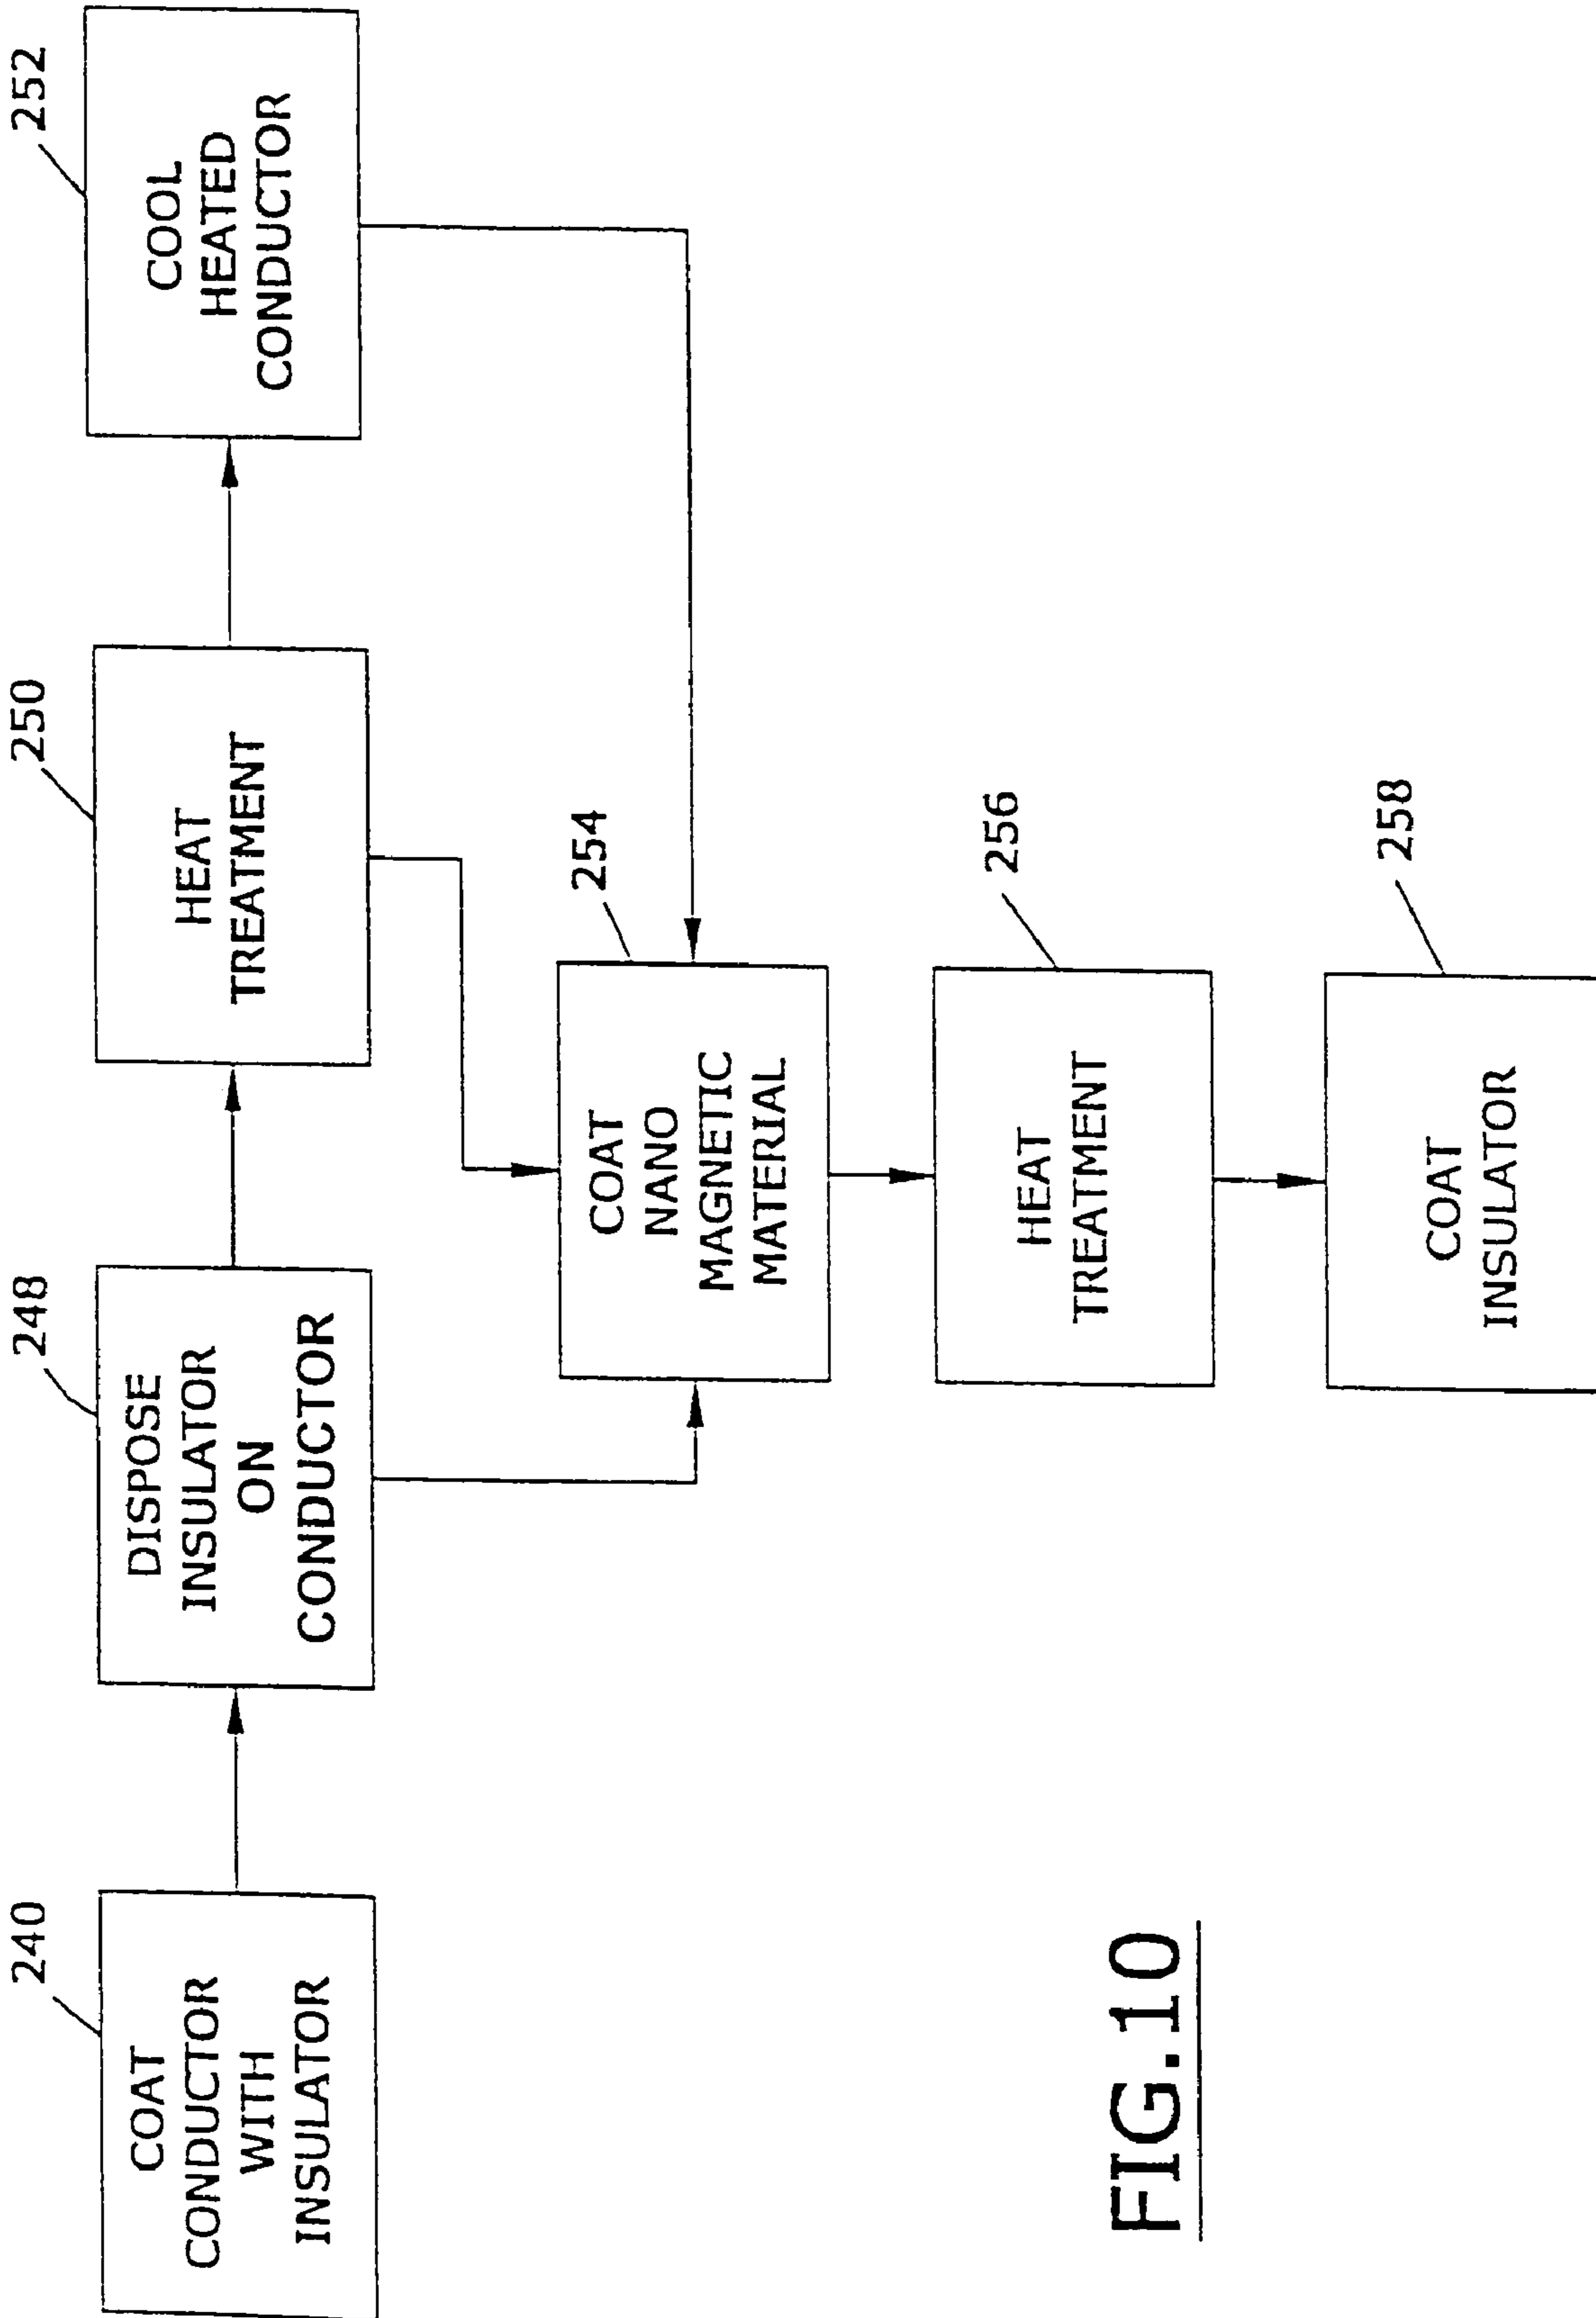 240
COAT
CONDUCTOR
WITH
INSULATOR
248
DISPOSE
INSULATOR
ON
CONDUCTOR
250
HEAT
TREATMENT
252
COOL
HEATED
CONDUCTOR
254
COAT
NANO
MAGNETIC
MATERIAL
256
HEAT
TREATMENT
258
COAT
INSULATOR
FIG.10